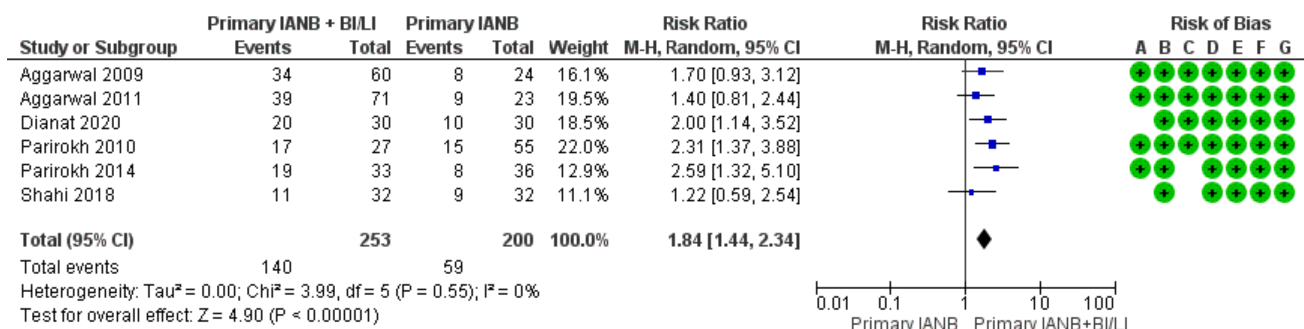 Primary IANB + BI/LI Primary IANB Risk Ratio Risk Ratio Risk of Bias
Study or Subgroup Events Total Events Total Weight M-H, Random, 95% CI M-H, Random, 95% CI A B C D E F G
Aggarwal 2009 34 60 8 24 16.1% 1.70 [0.93, 3.12] + + + + + + +
Aggarwal 2011 39 71 9 23 19.5% 1.40 [0.81, 2.44] + + + + + + +
Dianat 2020 20 30 10 30 18.5% 2.00 [1.14, 3.52] + + + + + +
Parirokh 2010 17 27 15 55 22.0% 2.31 [1.37, 3.88] + + + + + + +
Parirokh 2014 19 33 8 36 12.9% 2.59 [1.32, 5.10] + + + + + +
Shahi 2018 11 32 9 32 11.1% 1.22 [0.59, 2.54] + + + + +
Total (95% CI) 253 200 100.0% 1.84 [1.44, 2.34]
Total events 140 59
Heterogeneity: Tau² = 0.00; Chi² = 3.99, df = 5 (P = 0.55); I² = 0%
Test for overall effect: Z = 4.90 (P < 0.00001)
0.01 0.1 1 10 100
Primary IANB Primary IANB+BI/LI